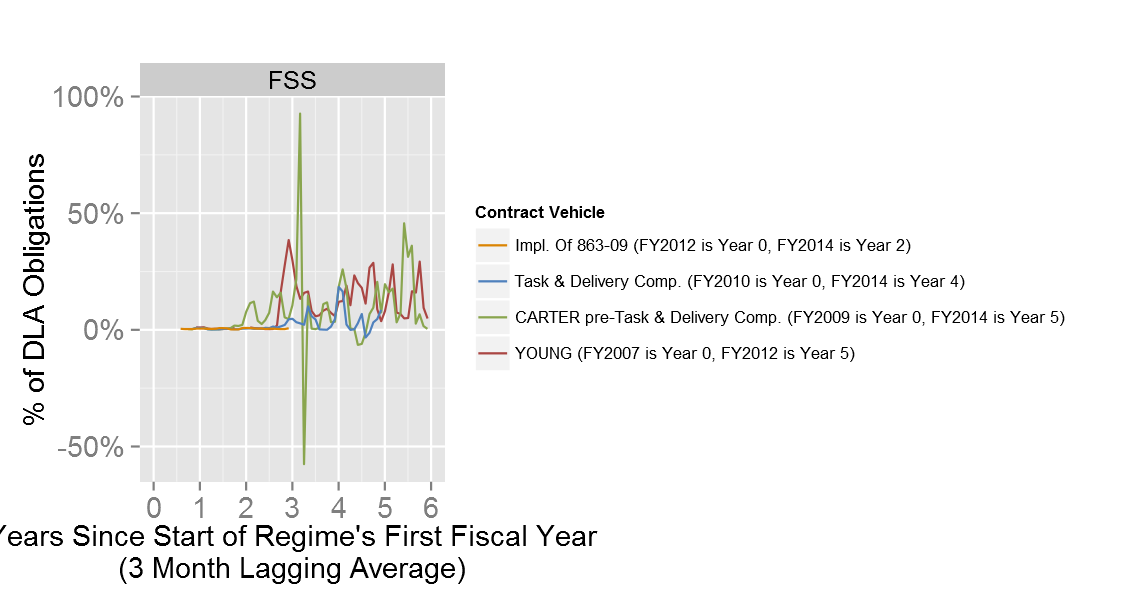 FSS
100%
50%
0%
-50%
% of DLA Obligations
0 1 2 3 4 5 6
Years Since Start of Regime's First Fiscal Year
(3 Month Lagging Average)
Contract Vehicle
Impl. Of 863-09 (FY2012 is Year 0, FY2014 is Year 2)
Task & Delivery Comp. (FY2010 is Year 0, FY2014 is Year 4)
CARTER pre-Task & Delivery Comp. (FY2009 is Year 0, FY2014 is Year 5)
YOUNG (FY2007 is Year 0, FY2012 is Year 5)